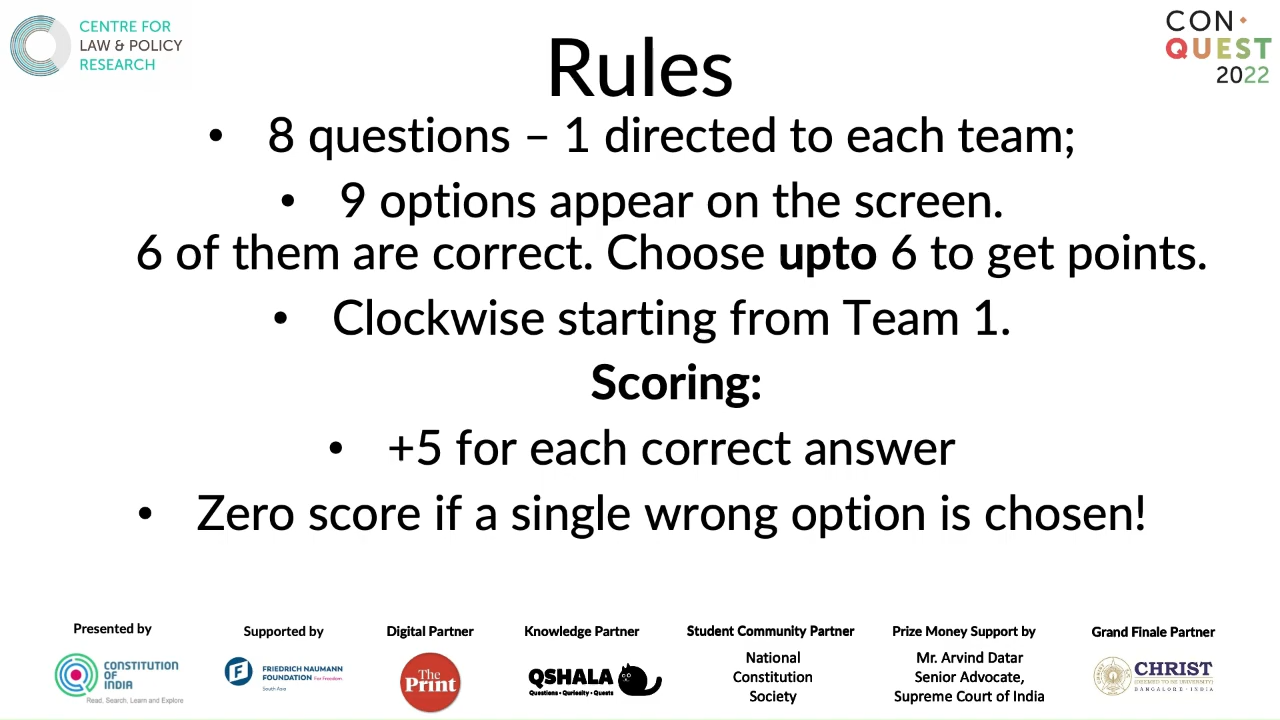 CENTRE FOR
LAW & POLICY
RESEARCH
CON·
QUEST
2022
Rules
• 8 questions – 1 directed to each team;
• 9 options appear on the screen.
6 of them are correct. Choose upto 6 to get points.
• Clockwise starting from Team 1.
Scoring:
• +5 for each correct answer
• Zero score if a single wrong option is chosen!
Presented by
CONSTITUTION
OF
INDIA
Read, Search, Learn and Explore
Supported by
FRIEDRICH NAUMANN
FOUNDATION For Freedom
South Asia
Digital Partner
The
Print
Knowledge Partner
QSHALA
Questions • Quriosity • Quests
Student Community Partner
National
Constitution
Society
Prize Money Support by
Mr. Arvind Datar
Senior Advocate,
Supreme Court of India
Grand Finale Partner
CHRIST
(DEEMED TO BE UNIVERSITY)
BANGALORE · INDIA